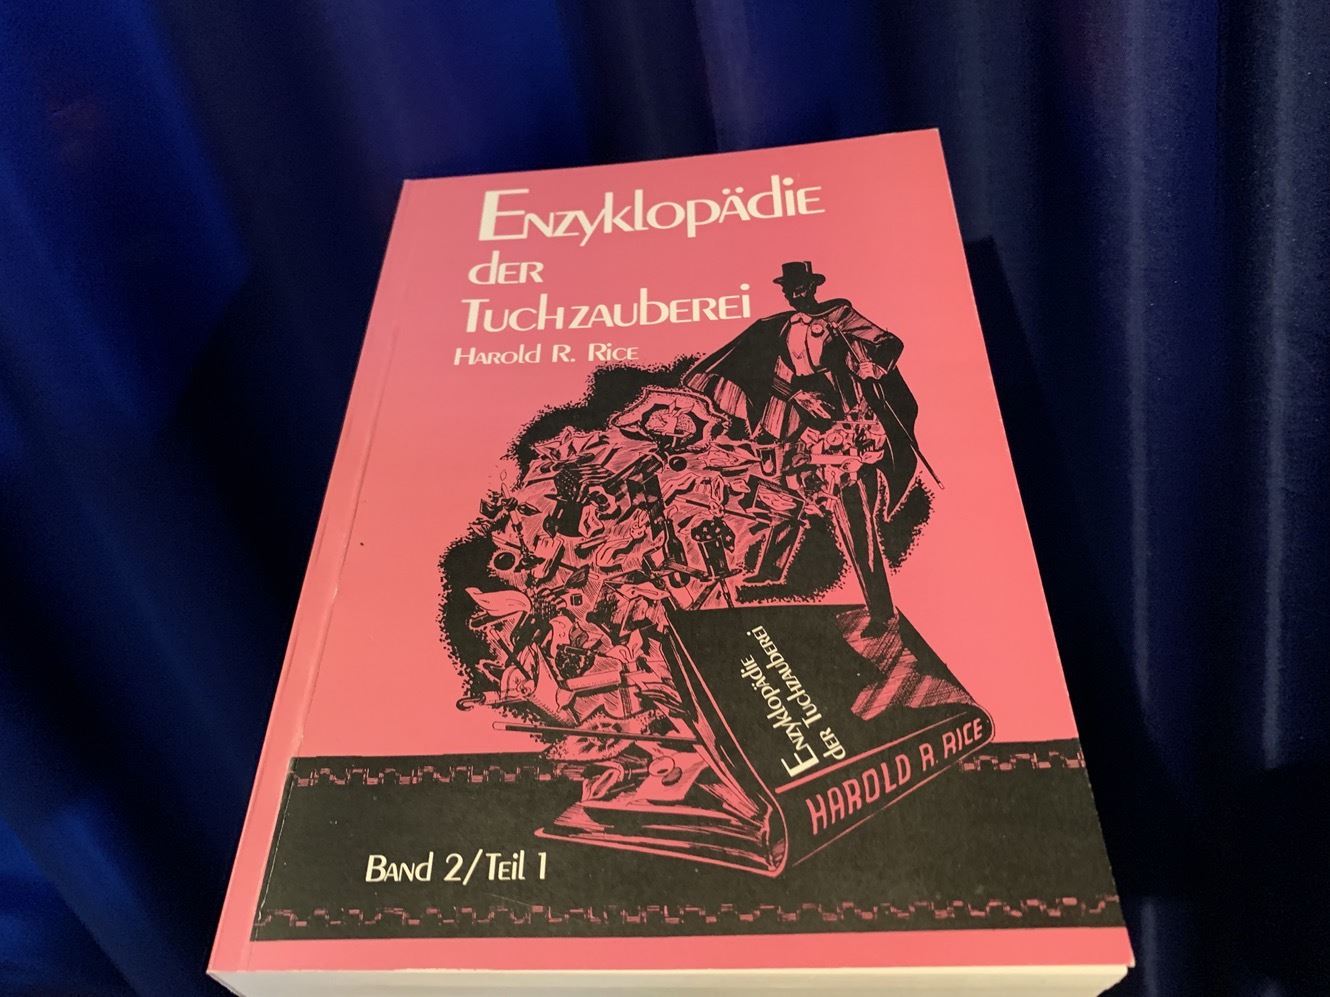 Enzyklopädie
der
Tuchzauberei
Harold R. Rice
Enzyklopädie
der Tuchzauberei
HAROLD R. RICE
Band 2/Teil 1